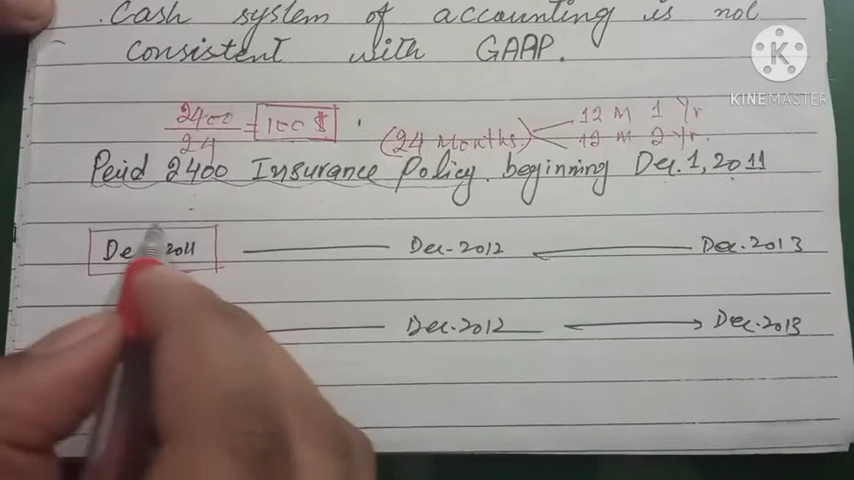 .Cash system of accounting is not
consistent with GAAP.
KINEMASTER
2400/24 = 100 $
(24 Months.) 12 M 1 Yr
12 M 2 Yr.
Paid 2400 Insurance Policy. beginning Dec. 1, 2011
2011 Dec-2012 Dec.2013
Dec.2012 Dec.2013